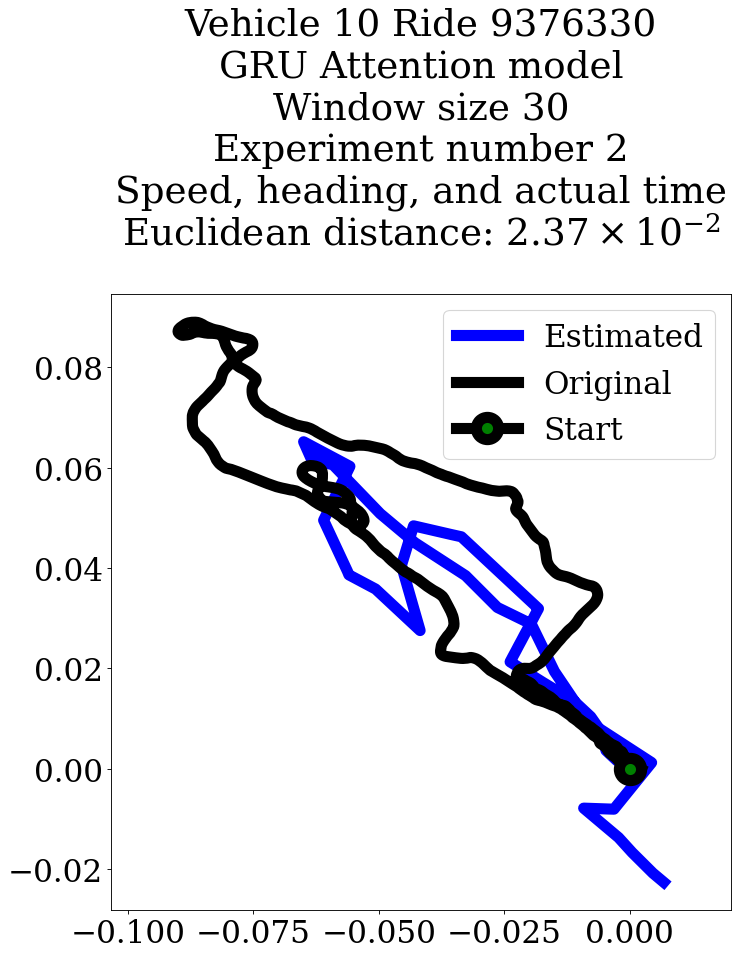 Vehicle 10 Ride 9376330
GRU Attention model
Window size 30
Experiment number 2
Speed, heading, and actual time
Euclidean distance: 2.37 × 10⁻²
Estimated
Original
Start
0.08
0.06
0.04
0.02
0.00
−0.02
−0.100 −0.075 −0.050 −0.025 0.000